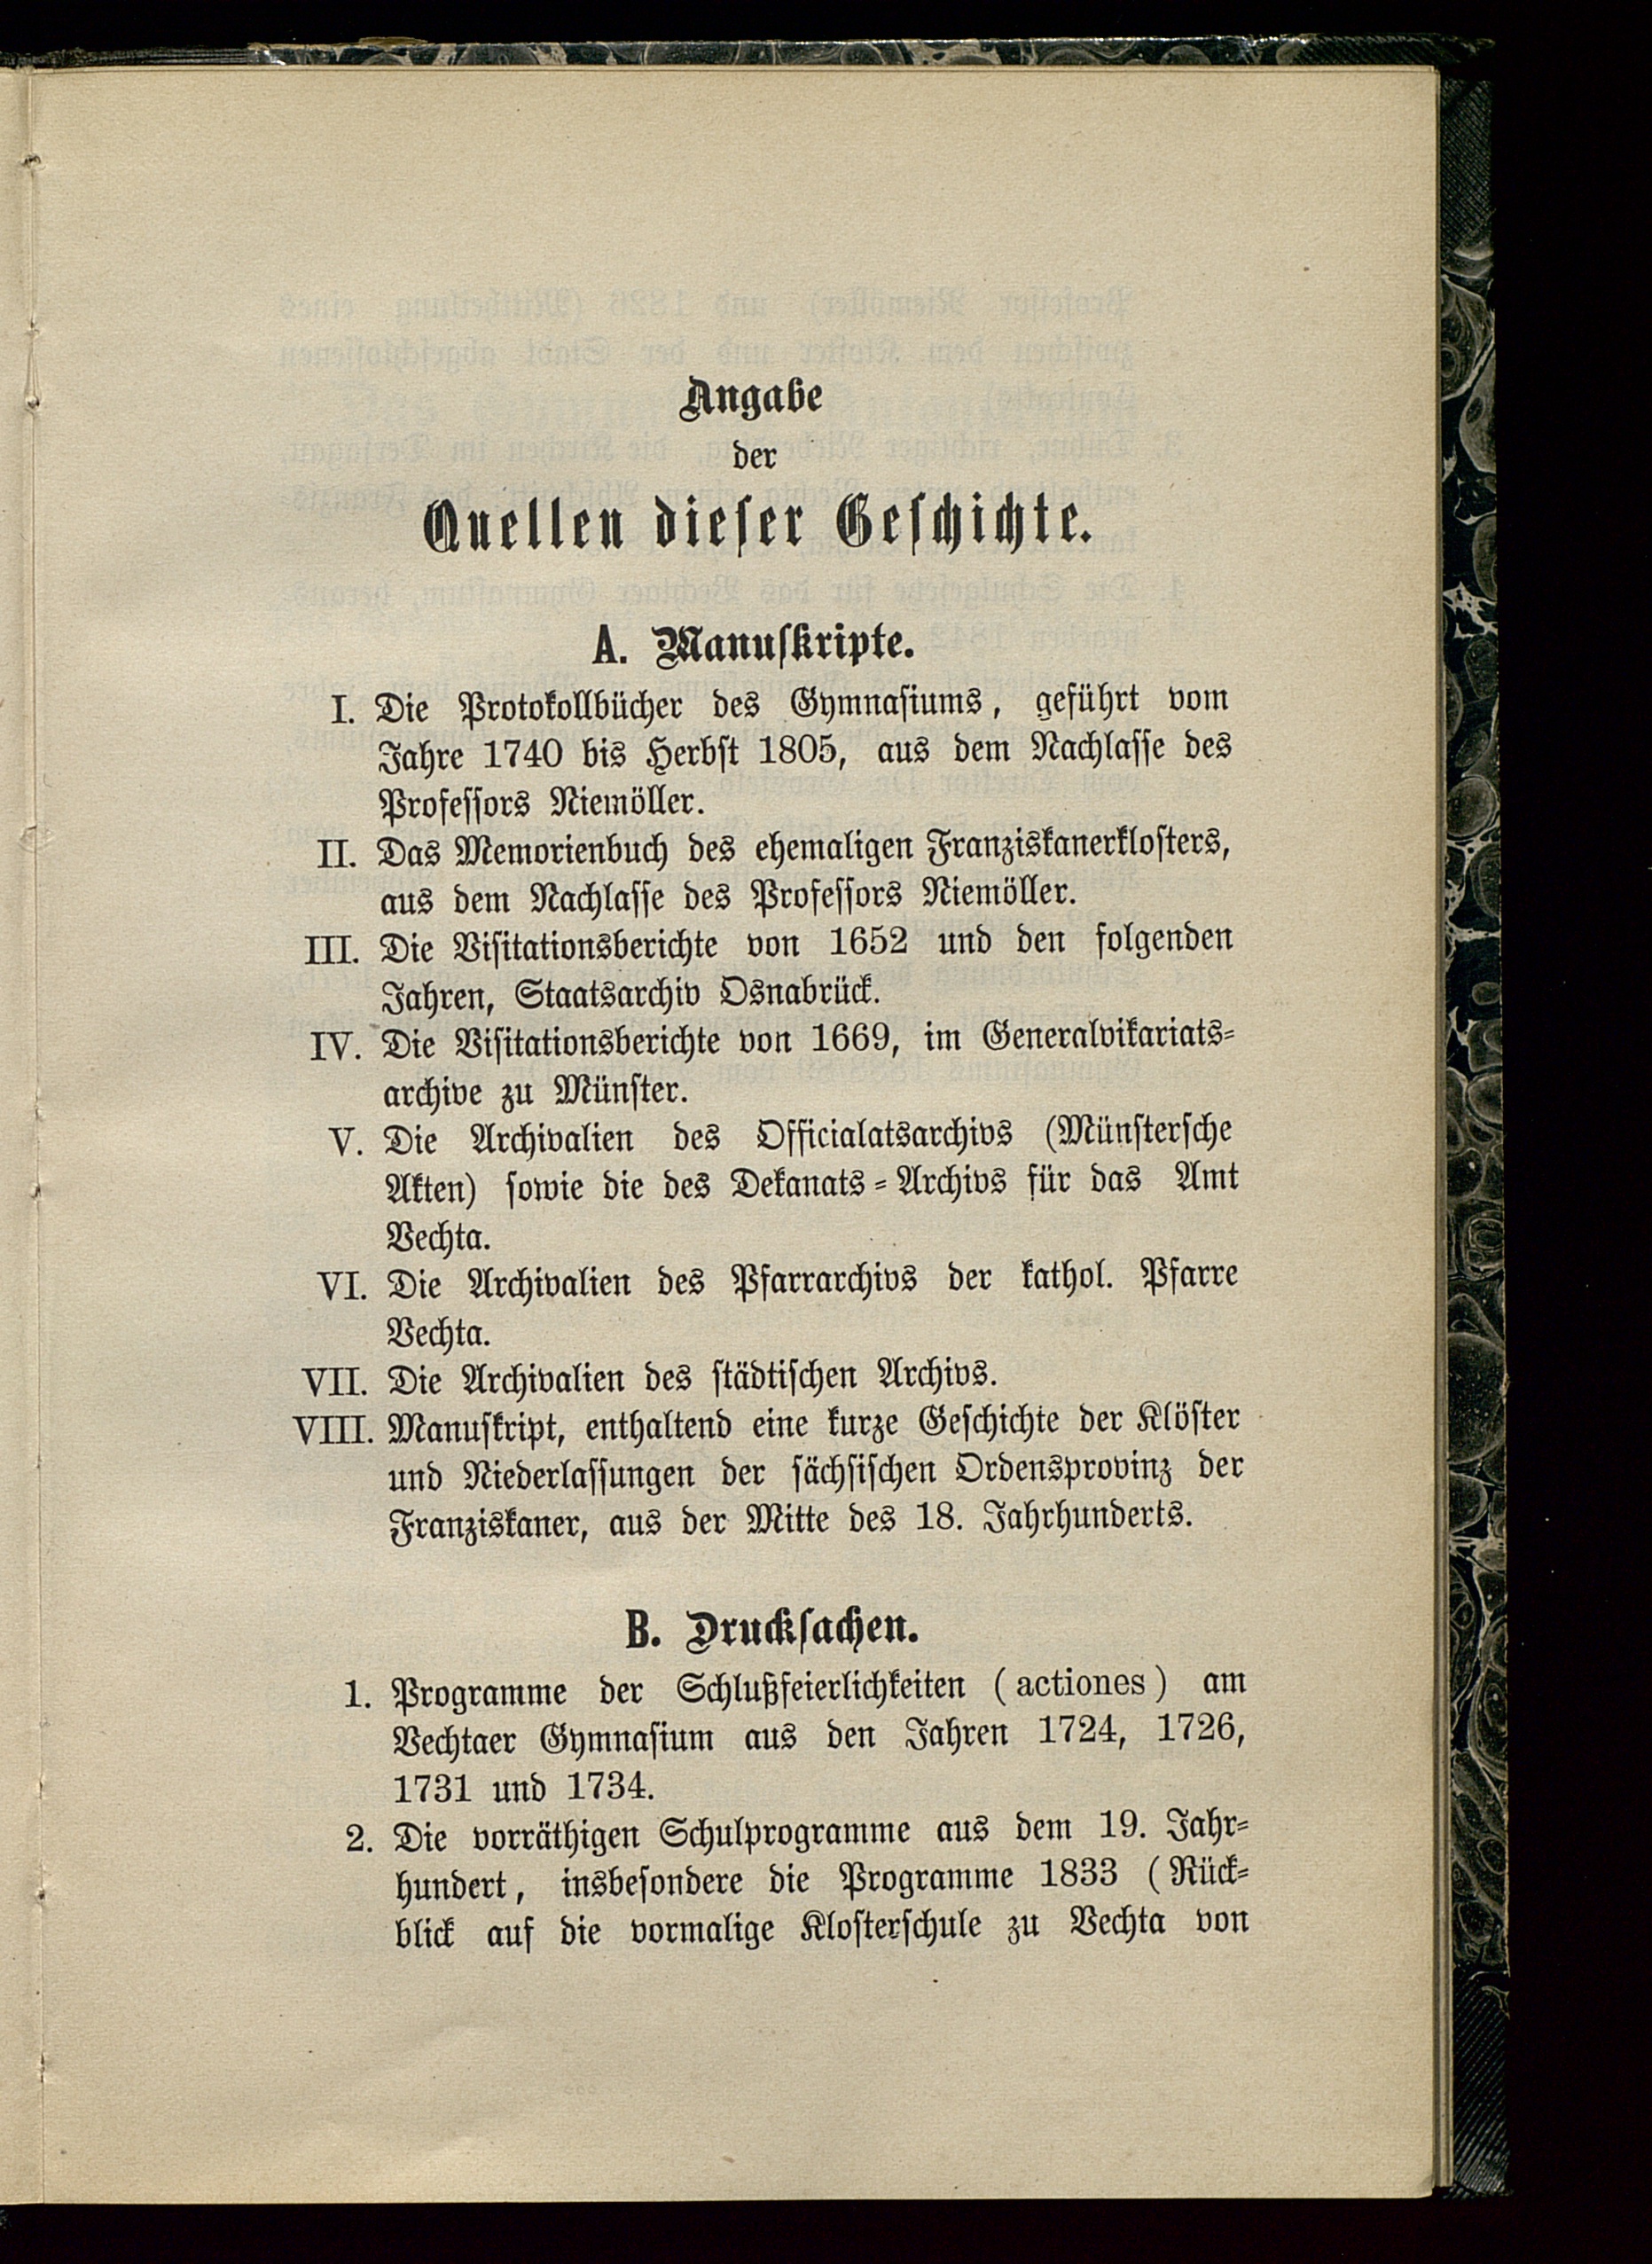 Angabe
der
Quellen dieser Geschichte.
A. Manuskripte.
I. Die Protokollbücher des Gymnasiums, geführt vom
Jahre 1740 bis Herbst 1805, aus dem Nachlasse des
Professors Niemöller.
II. Das Memorienbuch des ehemaligen Franziskanerklosters,
aus dem Nachlasse des Professors Niemöller.
III. Die Visitationsberichte von 1652 und den folgenden
Jahren, Staatsarchiv Osnabrück.
IV. Die Visitationsberichte von 1669, im Generalvikariats-
archive zu Münster.
V. Die Archivalien des Officialatsarchivs (Münstersche
Akten) sowie die des Dekanats-Archivs für das Amt
Vechta.
VI. Die Archivalien des Pfarrarchivs der kathol. Pfarre
Vechta.
VII. Die Archivalien des städtischen Archivs.
VIII. Manuskript, enthaltend eine kurze Geschichte der Klöster
und Niederlassungen der sächsischen Ordensprovinz der
Franziskaner, aus der Mitte des 18. Jahrhunderts.
B. Drucksachen.
1. Programme der Schlußfeierlichkeiten (actiones) am
Vechtaer Gymnasium aus den Jahren 1724, 1726,
1731 und 1734.
2. Die vorräthigen Schulprogramme aus dem 19. Jahr-
hundert, insbesondere die Programme 1833 (Rück-
blick auf die vormalige Klosterschule zu Vechta von